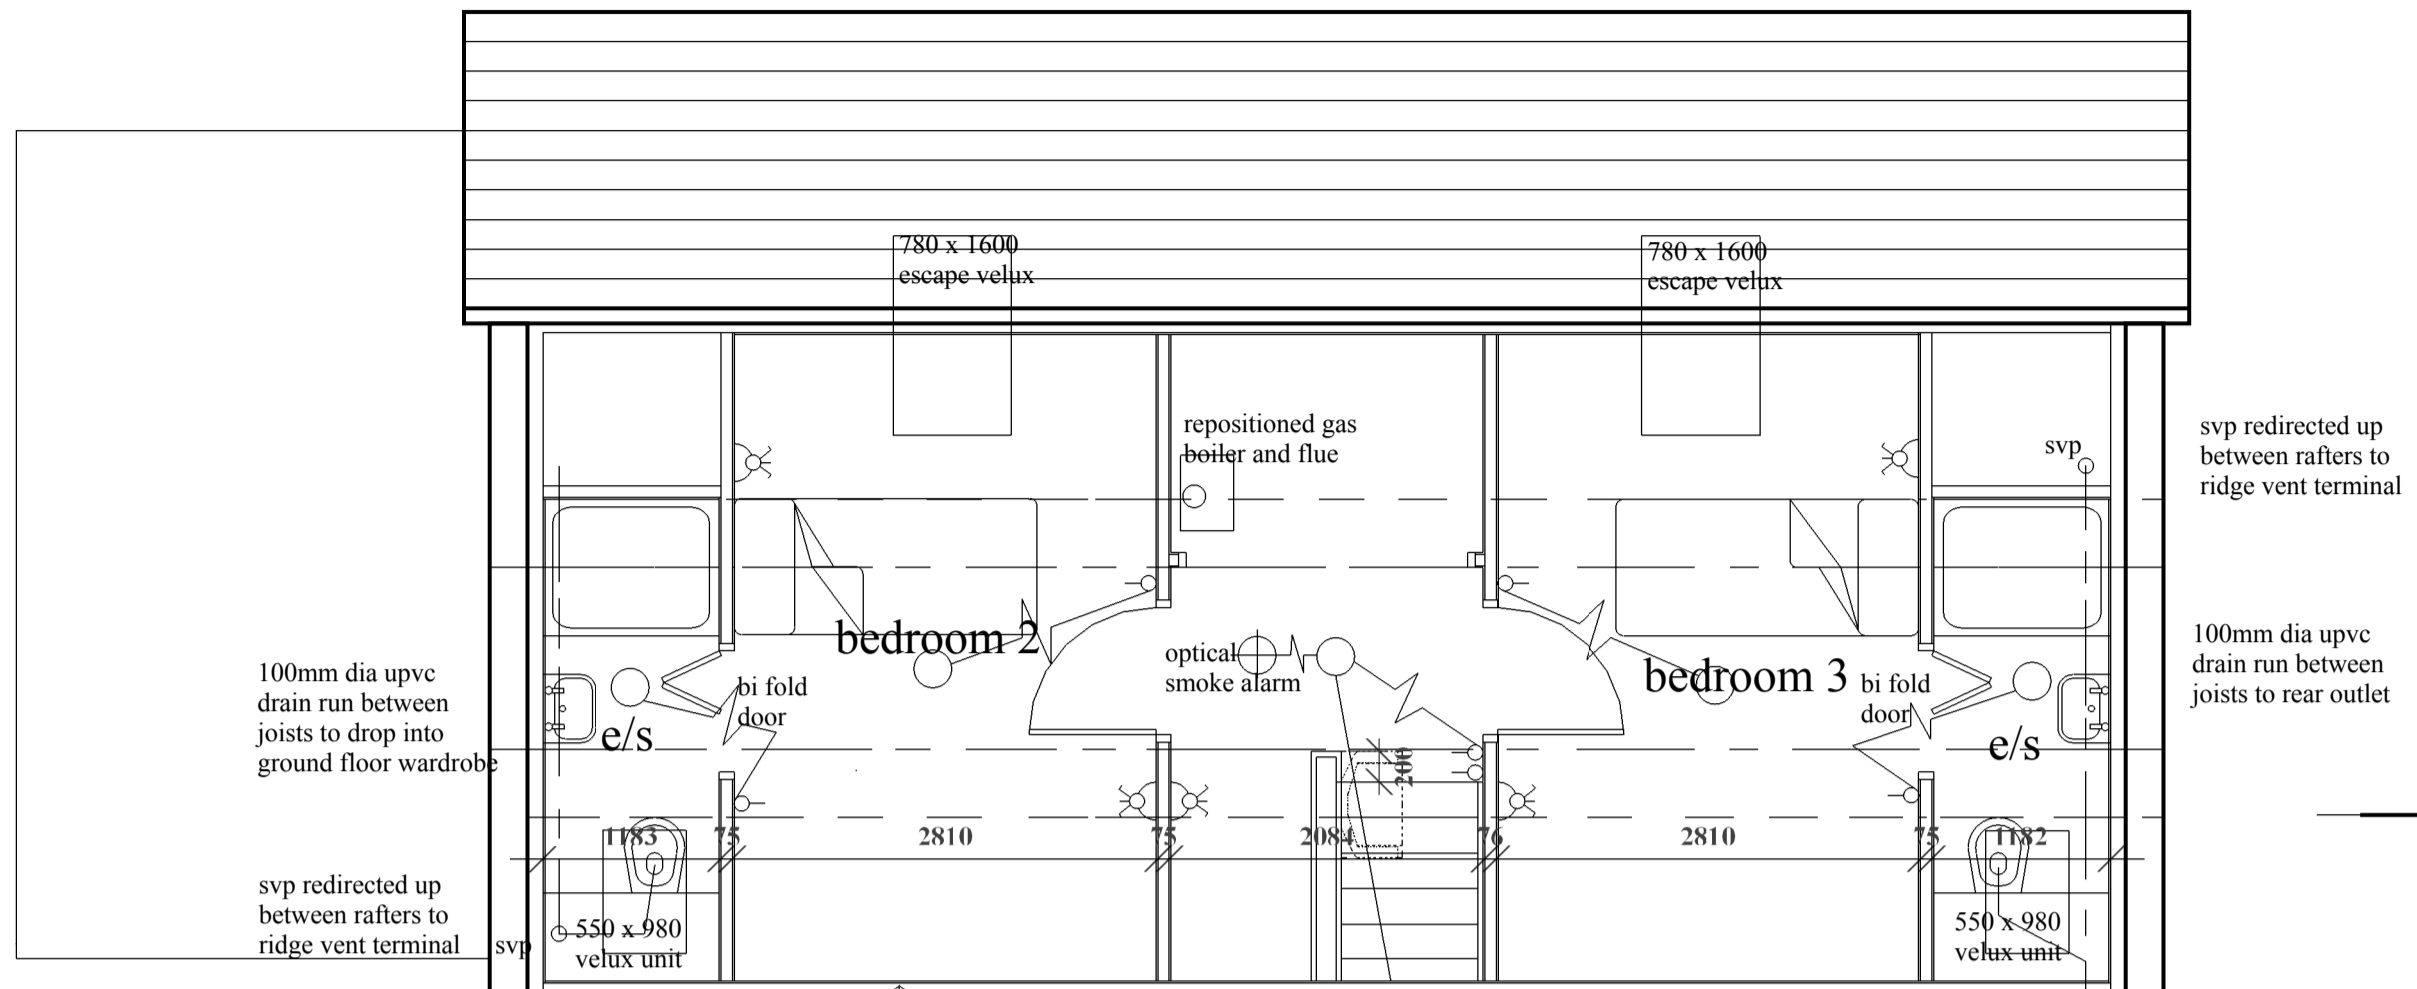 780 x 1600
escape velux
780 x 1600
escape velux
repositioned gas
boiler and flue
svp
svp redirected up
between rafters to
ridge vent terminal
bedroom 2
optical
smoke alarm
bedroom 3
100mm dia upvc
drain run between
joists to drop into
ground floor wardrobe
bi fold
door
bi fold
door
100mm dia upvc
drain run between
joists to rear outlet
e/s
e/s
200
1183
75
2810
75
2084
76
2810
75
1182
svp redirected up
between rafters to
ridge vent terminal
svp
550 x 980
velux unit
550 x 980
velux unit